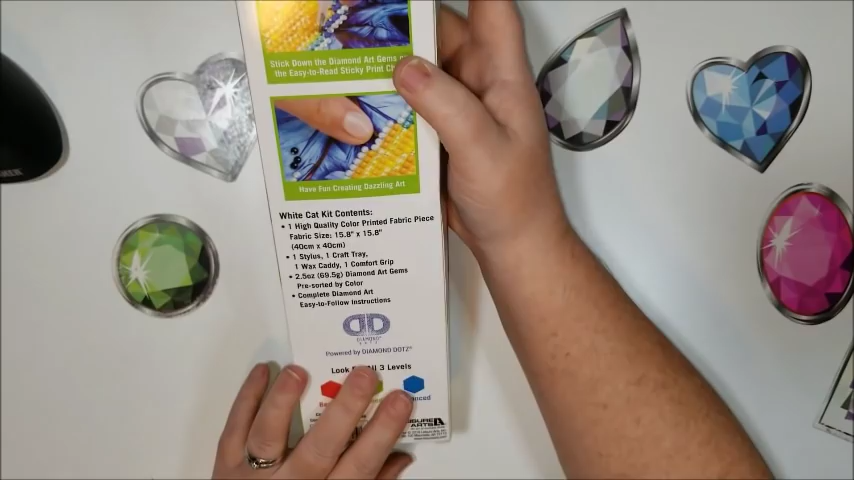 Stick Down the Diamond Art Gems
the Easy-to-Read Sticky Print
Have Fun Creating Dazzling Art
White Cat Kit Contents:
• 1 High Quality Color Printed Fabric Piece
Fabric Size: 15.8" x 15.8"
(40cm x 40cm)
• 1 Stylus, 1 Craft Tray,
1 Wax Caddy, 1 Comfort Grip
• 2.5oz (69.5g) Diamond Art Gems
Pre-sorted by Color
• Complete Diamond Art
Easy-to-Follow Instructions
DIAMOND
DOTZ
Powered by DIAMOND DOTZ®
Look All 3 Levels